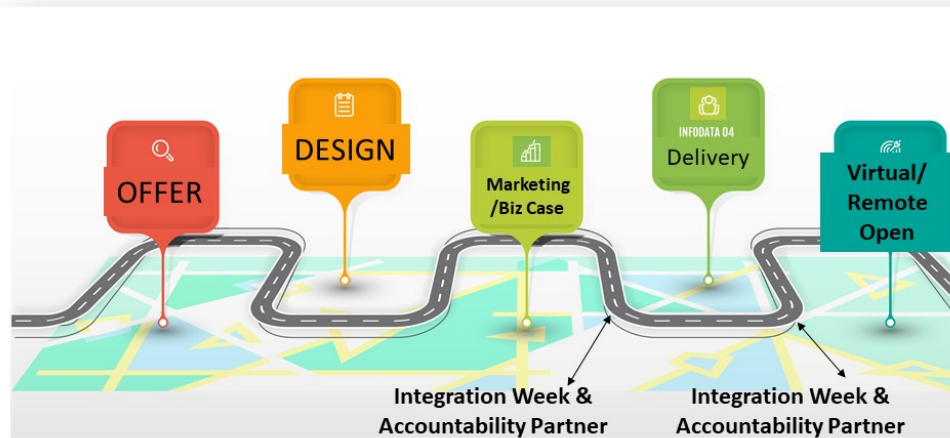 OFFER
DESIGN
Marketing
/Biz Case
INFODATA 04
Delivery
Virtual/
Remote
Open
Integration Week &
Accountability Partner
Integration Week &
Accountability Partner